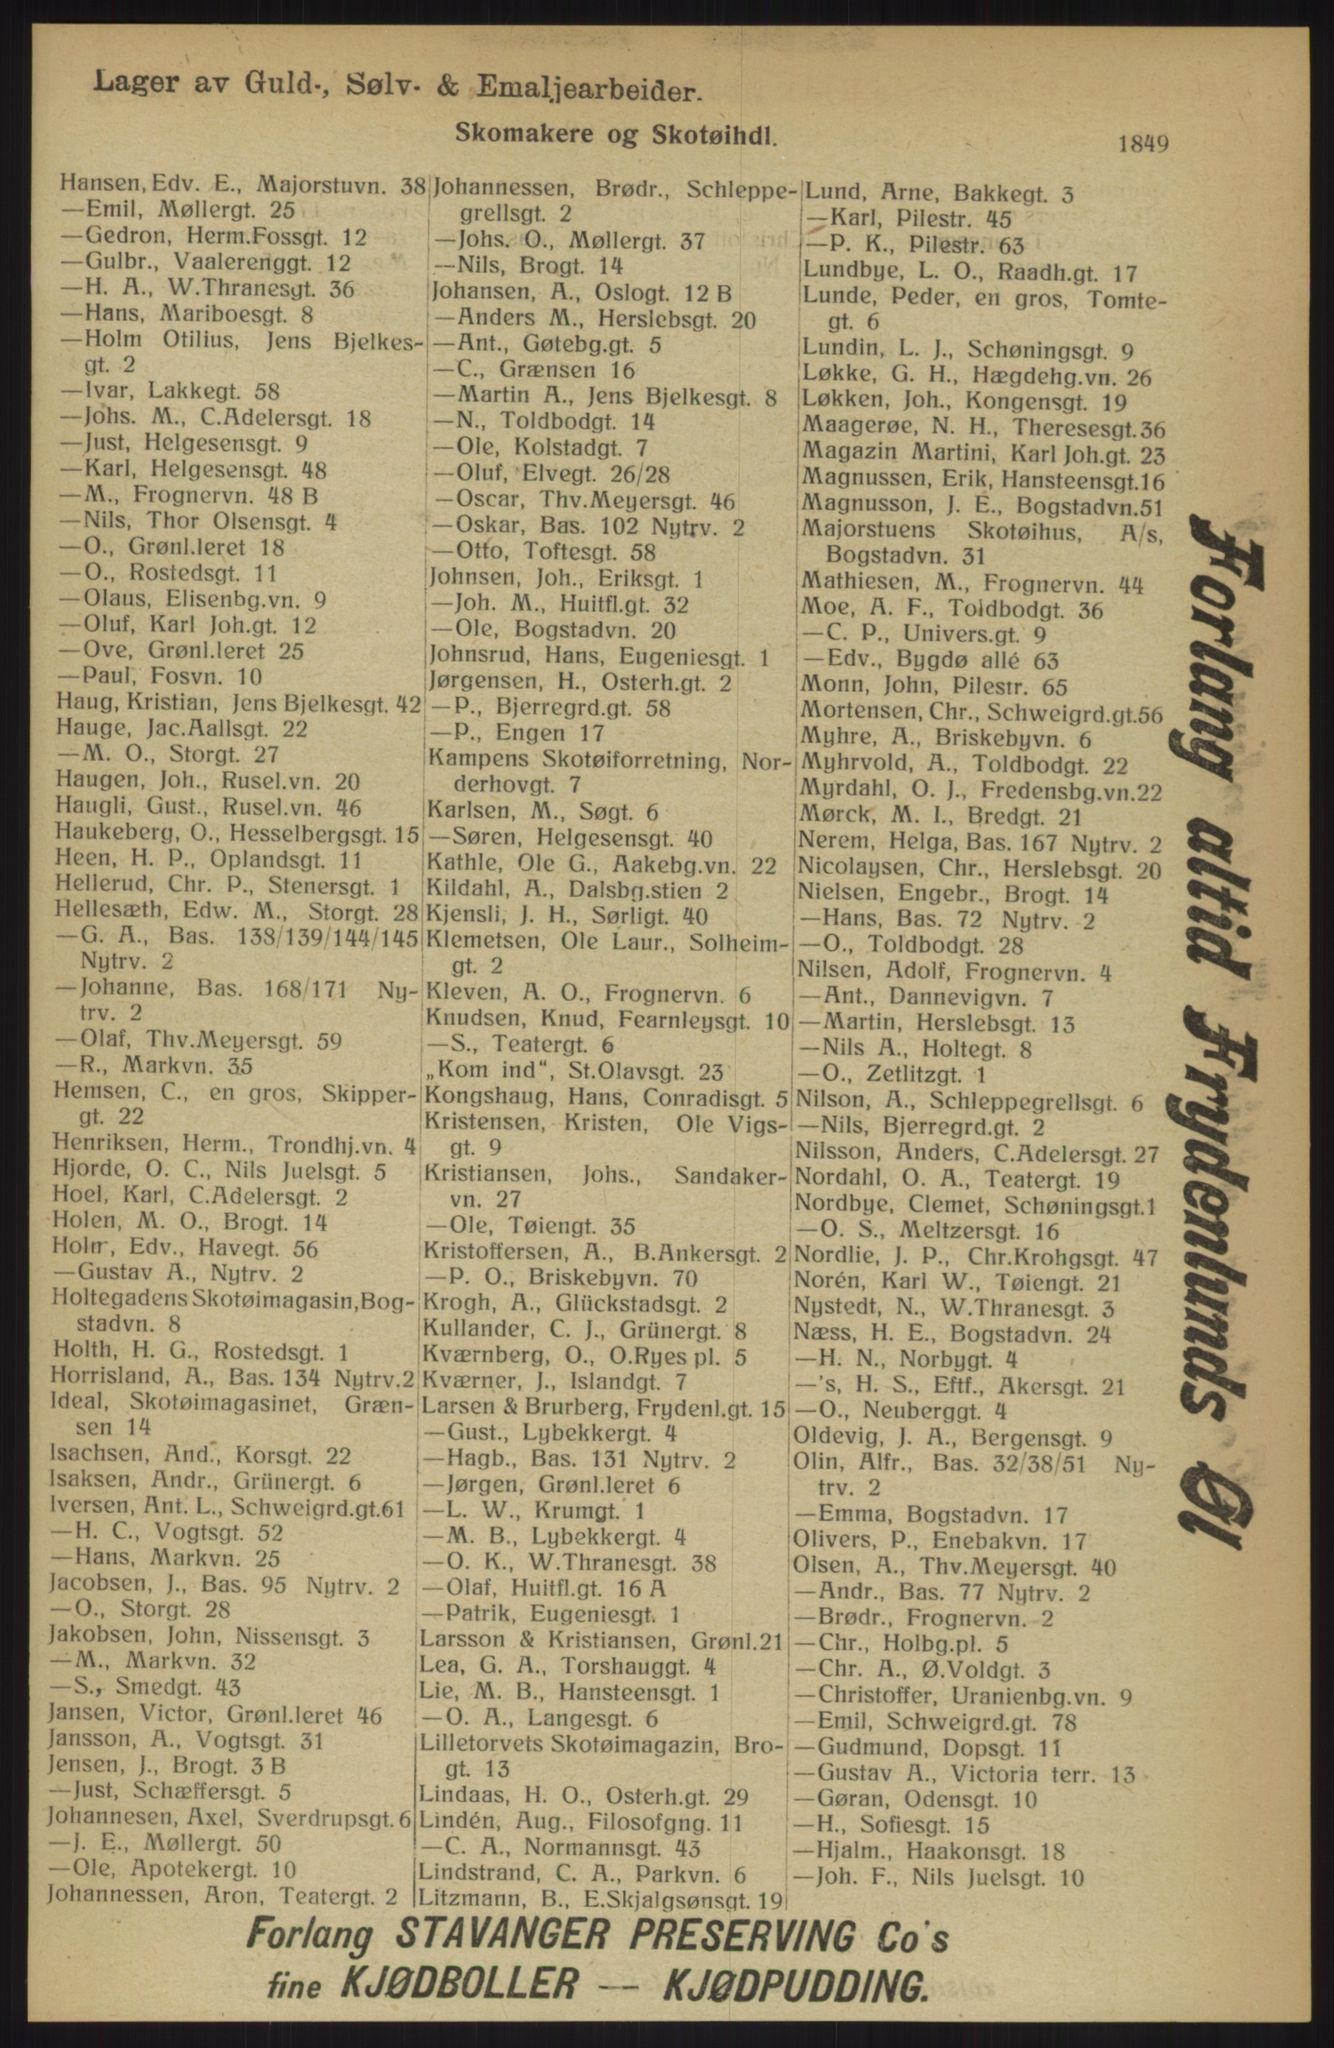 Lager av Guld-, Sølv- & Emaljearbeider.
Skomakere og Skotøihdl.
1849
Hansen, Edv. E., Majorstuvn. 38
—Emil, Møllergt. 25
—Gedron, Herm.Fossgt. 12
—Gulbr., Vaalerenggt. 12
—H. A., W.Thranesgt. 36
—Hans, Mariboesgt. 8
—Holm Otilius, Jens Bjelkes-
gt. 2
—Ivar, Lakkegt. 58
—Johs. M., C.Adelersgt. 18
—Just, Helgesensgt. 9
—Karl, Helgesensgt. 48
—M., Frognervn. 48 B
—Nils, Thor Olsensgt. 4
—O., Grønl.leret 18
—O., Rostedsgt. 11
—Olaus, Elisenbg.vn. 9
—Oluf, Karl Joh.gt. 12
—Ove, Grønl.leret 25
—Paul, Fosvn. 10
Haug, Kristian, Jens Bjelkesgt. 42
Hauge, Jac.Aallsgt. 22
—M. O., Storgt. 27
Haugen, Joh., Rusel.vn. 20
Haugli, Gust., Rusel.vn. 46
Haukeberg, O., Hesselbergsgt. 15
Heen, H. P., Oplandsgt. 11
Hellerud, Chr. P., Stenersgt. 1
Hellesæth, Edw. M., Storgt. 28
—G. A., Bas. 138/139/144/145
Nytrv. 2
—Johanne, Bas. 168/171 Ny-
trv. 2
—Olaf, Thv.Meyersgt. 59
—R., Markvn. 35
Hemsen, C., en gros, Skipper-
gt. 22
Henriksen, Herm., Trondhj.vn. 4
Hjorde, O. C., Nils Juelsgt. 5
Hoel, Karl, C.Adelersgt. 2
Holen, M. O., Brogt. 14
Holm, Edv., Havegt. 56
—Gustav A., Nytrv. 2
Holtegadens Skotøimagasin, Bog-
stadvn. 8
Holth, H. G., Rostedsgt. 1
Horrisland, A., Bas. 134 Nytrv. 2
Ideal, Skotøimagasinet, Græn-
sen 14
Isachsen, And., Korsgt. 22
Isaksen, Andr., Grünergt. 6
Iversen, Ant. L., Schweigrd.gt. 61
—H. C., Vogtsgt. 52
—Hans, Markvn. 25
Jacobsen, J., Bas. 95 Nytrv. 2
—O., Storgt. 28
Jakobsen, John, Nissensgt. 3
—M., Markvn. 32
—S., Smedgt. 43
Jansen, Victor, Grønl.leret 46
Jansson, A., Vogtsgt. 31
Jensen, J., Brogt. 3 B
—Just, Schæffersgt. 5
Johannesen, Axel, Sverdrupsgt. 6
—J. E., Møllergt. 50
—Ole, Apotekergt. 10
Johannessen, Aron, Teatergt. 2
Johannessen, Brødr., Schleppe-
grellsgt. 2
—Johs. O., Møllergt. 37
—Nils, Brogt. 14
Johansen, A., Oslogt. 12 B
—Anders M., Herslebsgt. 20
—Ant., Gøtebg.gt. 5
—C., Grænsen 16
—Martin A., Jens Bjelkesgt. 8
—N., Toldbodgt. 14
—Ole, Kolstadgt. 7
—Oluf, Elvegt. 26/28
—Oscar, Thv.Meyersgt. 46
—Oskar, Bas. 102 Nytrv. 2
—Otto, Toftesgt. 58
Johnsen, Joh., Eriksgt. 1
—Joh. M., Huitfl.gt. 32
—Ole, Bogstadvn. 20
Johnsrud, Hans, Eugeniesgt. 1
Jørgensen, H., Osterh.gt. 2
—P., Bjerregrd.gt. 58
—P., Engen 17
Kampens Skotøiforretning, Nor-
derhovgt. 7
Karlsen, M., Søgt. 6
—Søren, Helgesensgt. 40
Kathle, Ole G., Aakebg.vn. 22
Kildahl, A., Dalsbg.stien 2
Kjensli, J. H., Sørligt. 40
Klemetsen, Ole Laur., Solheim-
gt. 2
Kleven, A. O., Frognervn. 6
Knudsen, Knud, Fearnleysgt. 10
—S., Teatergt. 6
„Kom ind", St.Olavsgt. 23
Kongshaug, Hans, Conradisgt. 5
Kristensen, Kristen, Ole Vigs-
gt. 9
Kristiansen, Johs., Sandaker-
vn. 27
—Ole, Tøiengt. 35
Kristoffersen, A., B.Ankersgt. 2
—P. O., Briskebyvn. 70
Krogh, A., Glückstadsgt. 2
Kullander, C. J., Grünergt. 8
Kværnberg, O., O.Ryes pl. 5
Kværner, J., Islandgt. 7
Larsen & Brurberg, Frydenl.gt. 15
—Gust., Lybekkergt. 4
—Hagb., Bas. 131 Nytrv. 2
—Jørgen, Grønl.leret 6
—L. W., Krumgt. 1
—M. B., Lybekkergt. 4
—O. K., W.Thranesgt. 38
—Olaf, Huitfl.gt. 16 A
—Patrik, Eugeniesgt. 1
Larsson & Kristiansen, Grønl.21
Lea, G. A., Torshauggt. 4
Lie, M. B., Hansteensgt. 1
—O. A., Langesgt. 6
Lilletorvets Skotøimagazin, Bro-
gt. 13
Lindaas, H. O., Osterh.gt. 29
Lindén, Aug., Filosofgng. 11
—C. A., Normannsgt. 43
Lindstrand, C. A., Parkvn. 6
Litzmann, B., E.Skjalgsønsgt. 19
Lund, Arne, Bakkegt. 3
—Karl, Pilestr. 45
—P. K., Pilestr. 63
Lundbye, L. O., Raadh.gt. 17
Lunde, Peder, en gros, Tomte-
gt. 6
Lundin, L. J., Schøningsgt. 9
Løkke, G. H., Hægdehg.vn. 26
Løkken, Joh., Kongensgt. 19
Maagerøe, N. H., Theresesgt. 36
Magazin Martini, Karl Joh.gt. 23
Magnussen, Erik, Hansteensgt. 16
Magnusson, J. E., Bogstadvn. 51
Majorstuens Skotøihus, A/s,
Bogstadvn. 31
Mathiesen, M., Frognervn. 44
Moe, A. F., Toldbodgt. 36
—C. P., Univers.gt. 9
—Edv., Bygdø allé 63
Monn, John, Pilestr. 65
Mortensen, Chr., Schweigrd.gt. 56
Myhre, A., Briskebyvn. 6
Myhrvold, A., Toldbodgt. 22
Myrdahl, O. J., Fredensbg.vn. 22
Mørck, M. I., Bredgt. 21
Nerem, Helga, Bas. 167 Nytrv. 2
Nicolaysen, Chr., Herslebsgt. 20
Nielsen, Engebr., Brogt. 14
—Hans, Bas. 72 Nytrv. 2
—O., Toldbodgt. 28
Nilsen, Adolf, Frognervn. 4
—Ant., Dannevigvn. 7
—Martin, Herslebsgt. 13
—Nils A., Holtegt. 8
—O., Zetlitzgt. 1
Nilson, A., Schleppegrellsgt. 6
—Nils, Bjerregrd.gt. 2
Nilsson, Anders, C.Adelersgt. 27
Nordahl, O. A., Teatergt. 19
Nordbye, Clemet, Schøningsgt. 1
—O. S., Meltzersgt. 16
Nordlie, J. P., Chr.Krohgsgt. 47
Norén, Karl W., Tøiengt. 21
Nystedt, N., W.Thranesgt. 3
Næss, H. E., Bogstadvn. 24
—H. N., Norbygt. 4
—'s, H. S., Eftf., Akersgt. 21
—O., Neuberggt. 4
Oldevig, J. A., Bergensgt. 9
Olin, Alfr., Bas. 32/38/51 Ny-
trv. 2
—Emma, Bogstadvn. 17
Olivers, P., Enebakvn. 17
Olsen, A., Thv.Meyersgt. 40
—Andr., Bas. 77 Nytrv. 2
—Brødr., Frognervn. 2
—Chr., Holbg.pl. 5
—Chr. A., Ø.Voldgt. 3
—Christoffer, Uranienbg.vn. 9
—Emil, Schweigrd.gt. 78
—Gudmund, Dopsgt. 11
—Gustav A., Victoria terr. 13
—Gøran, Odensgt. 10
—H., Sofiesgt. 15
—Hjalm., Haakonsgt. 18
—Joh. F., Nils Juelsgt. 10
Forlang altid Frydenlunds Øl
Forlang STAVANGER PRESERVING Co's
fine KJØDBOLLER — KJØDPUDDING.